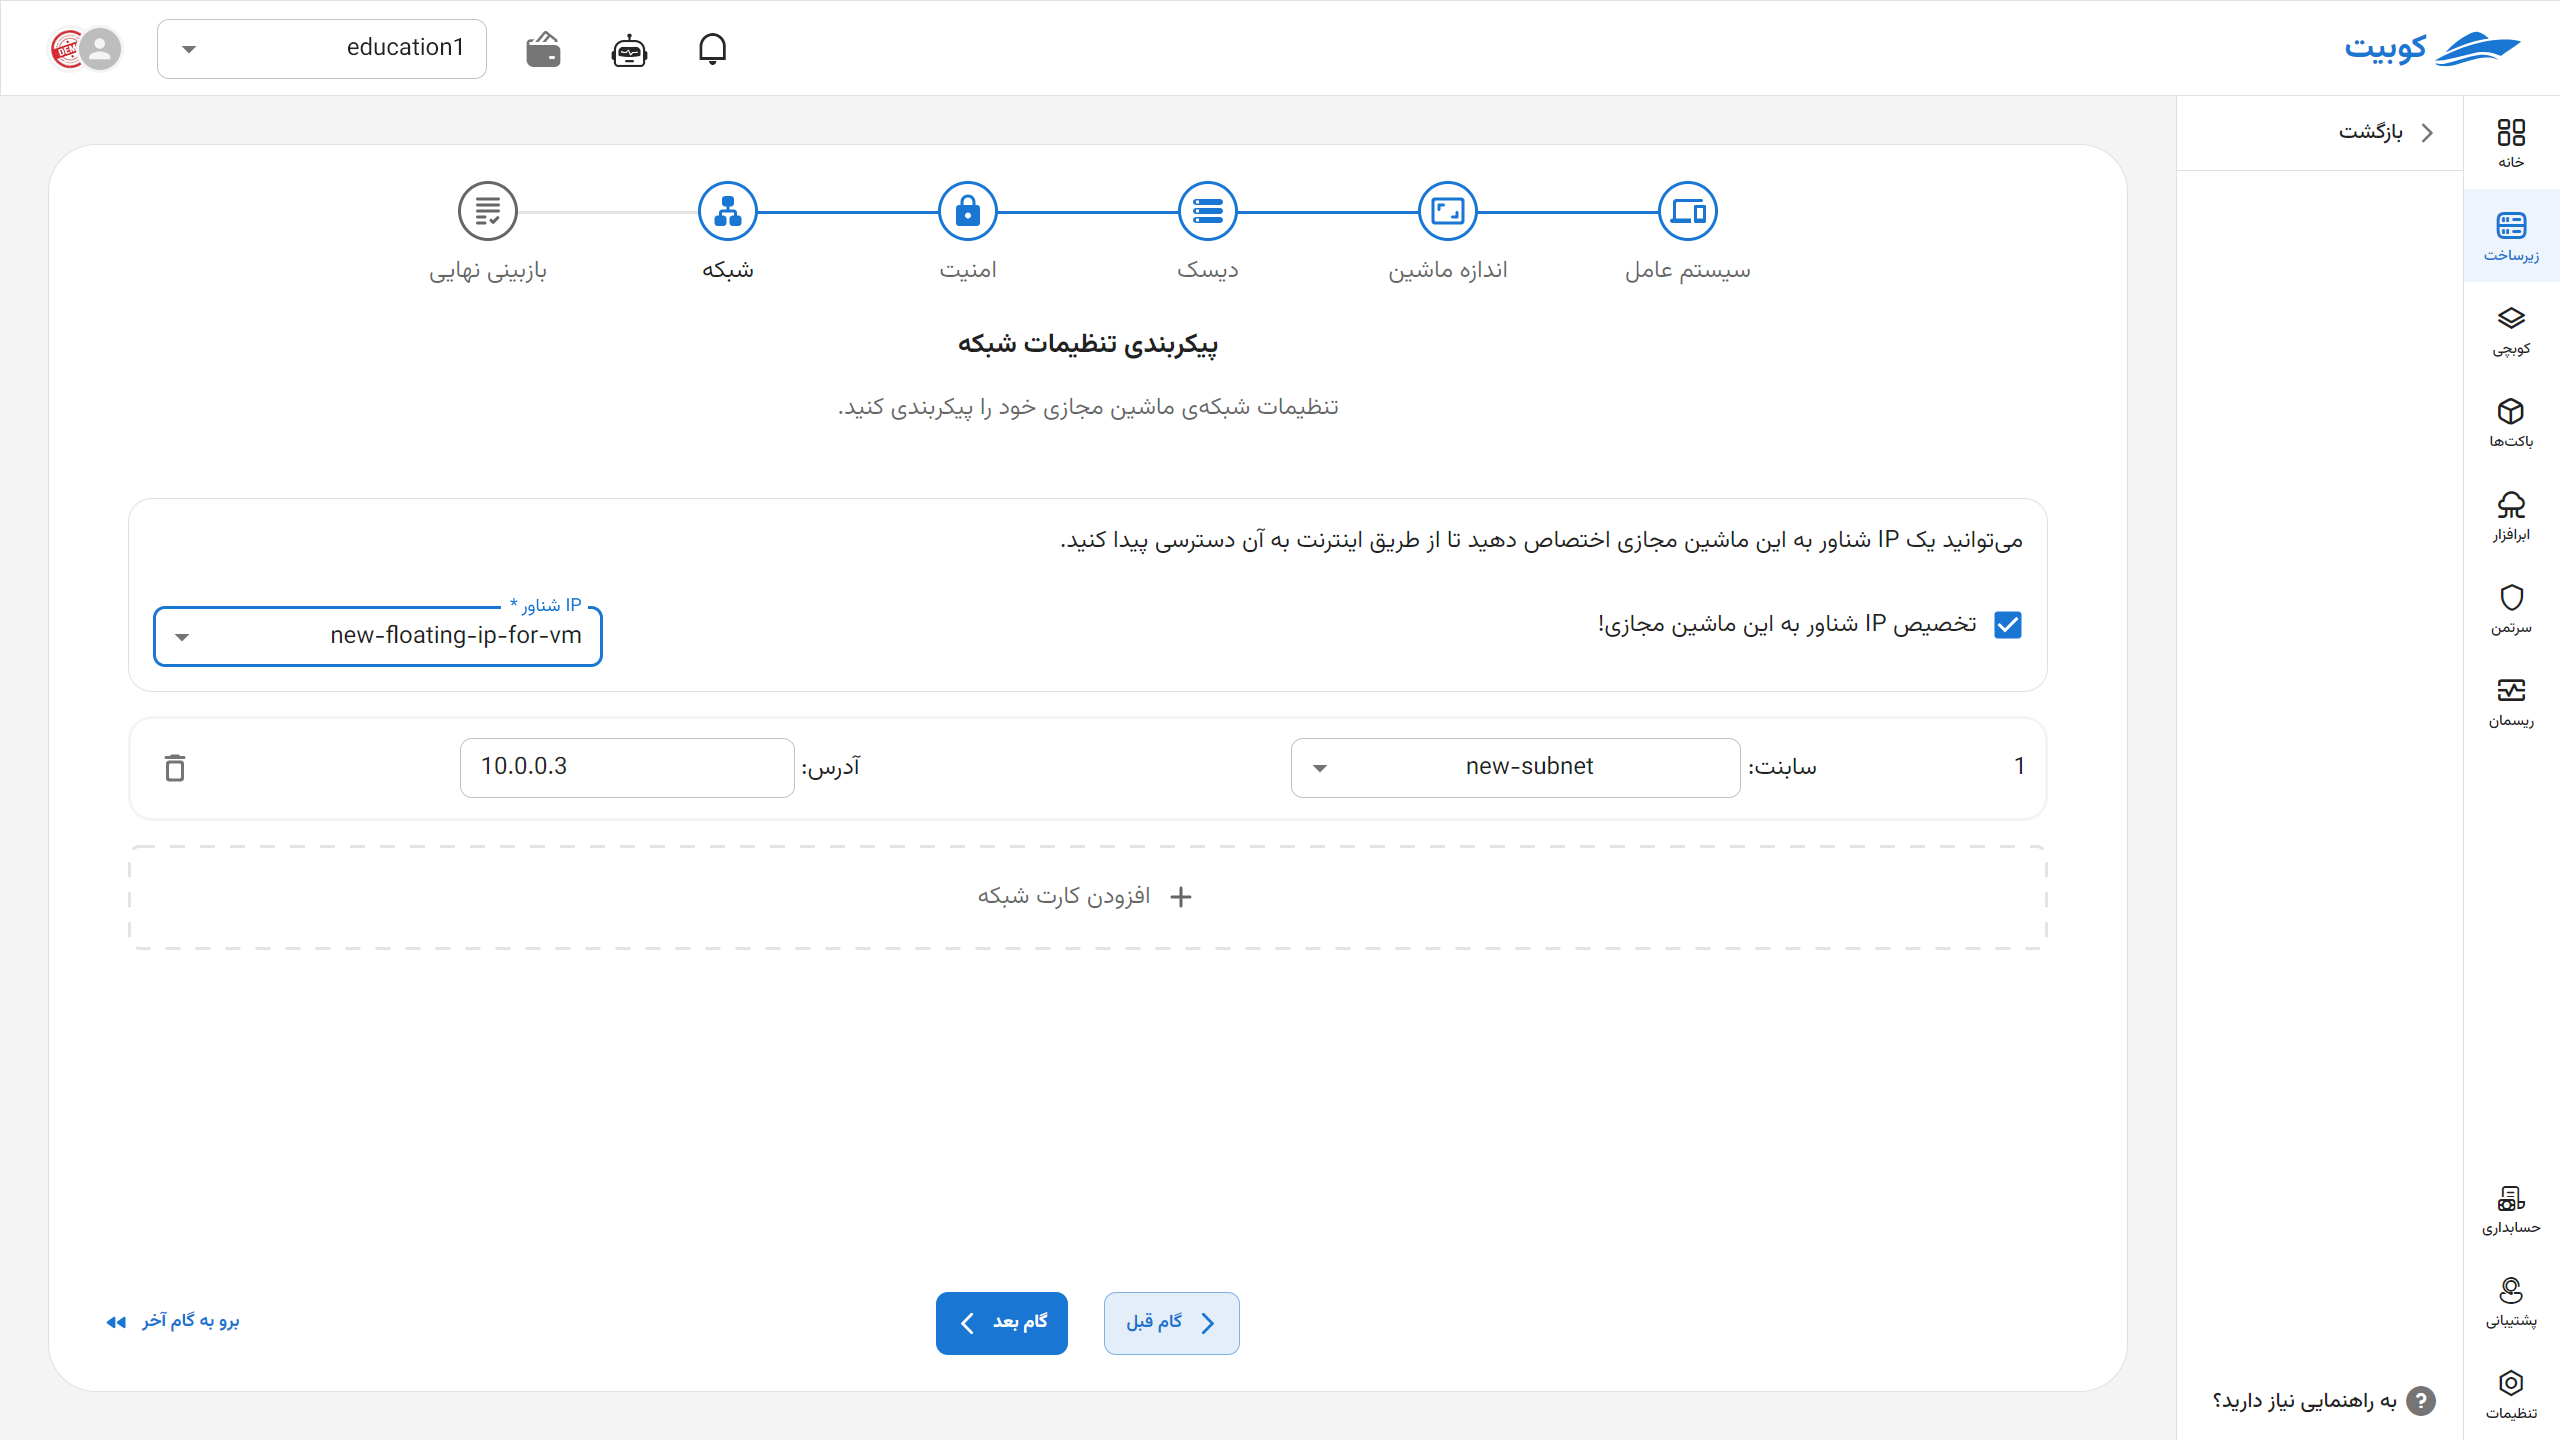 کوبیت
education1
خانه
زیرساخت
کوبچی
باکت‌ها
ابرافزار
سرتمن
ریسمان
حسابداری
پشتیبانی
تنظیمات
بازگشت
به راهنمایی نیاز دارید؟
سیستم عامل
اندازه ماشین
دیسک
امنیت
شبکه
بازبینی نهایی
پیکربندی تنظیمات شبکه
تنظیمات شبکه‌ی ماشین مجازی خود را پیکربندی کنید.
می‌توانید یک IP شناور به این ماشین مجازی اختصاص دهید تا از طریق اینترنت به آن دسترسی پیدا کنید.
تخصیص IP شناور به این ماشین مجازی!
IP شناور *
new-floating-ip-for-vm
1
سابنت:
new-subnet
آدرس:
10.0.0.3
افزودن کارت شبکه
گام قبل
گام بعد
برو به گام آخر